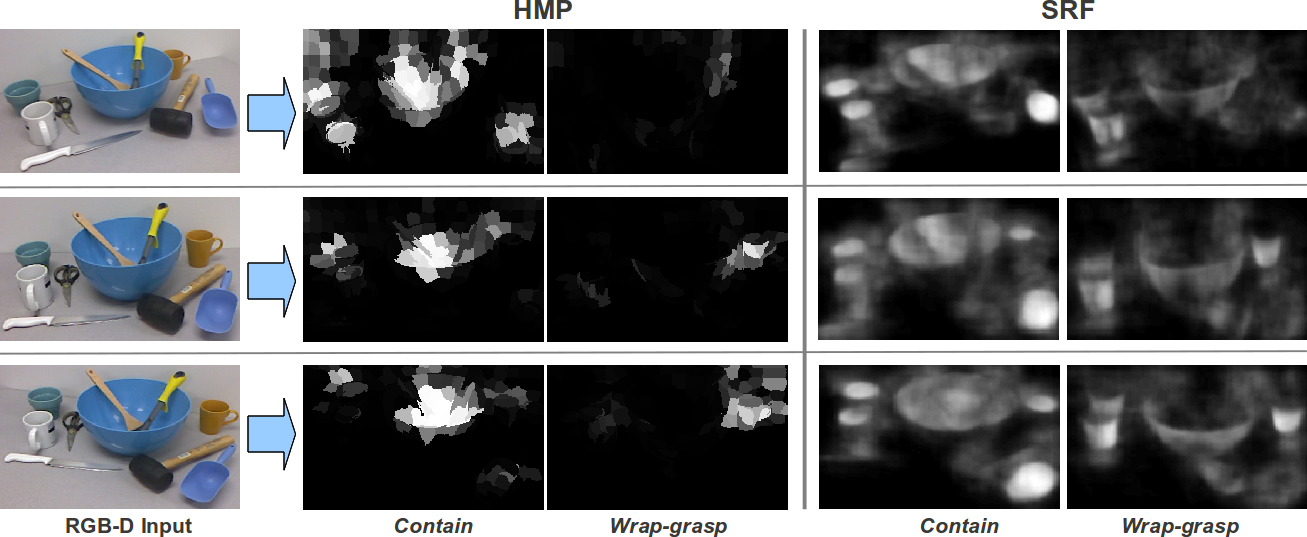 HMP SRF
RGB-D Input Contain Wrap-grasp Contain Wrap-grasp